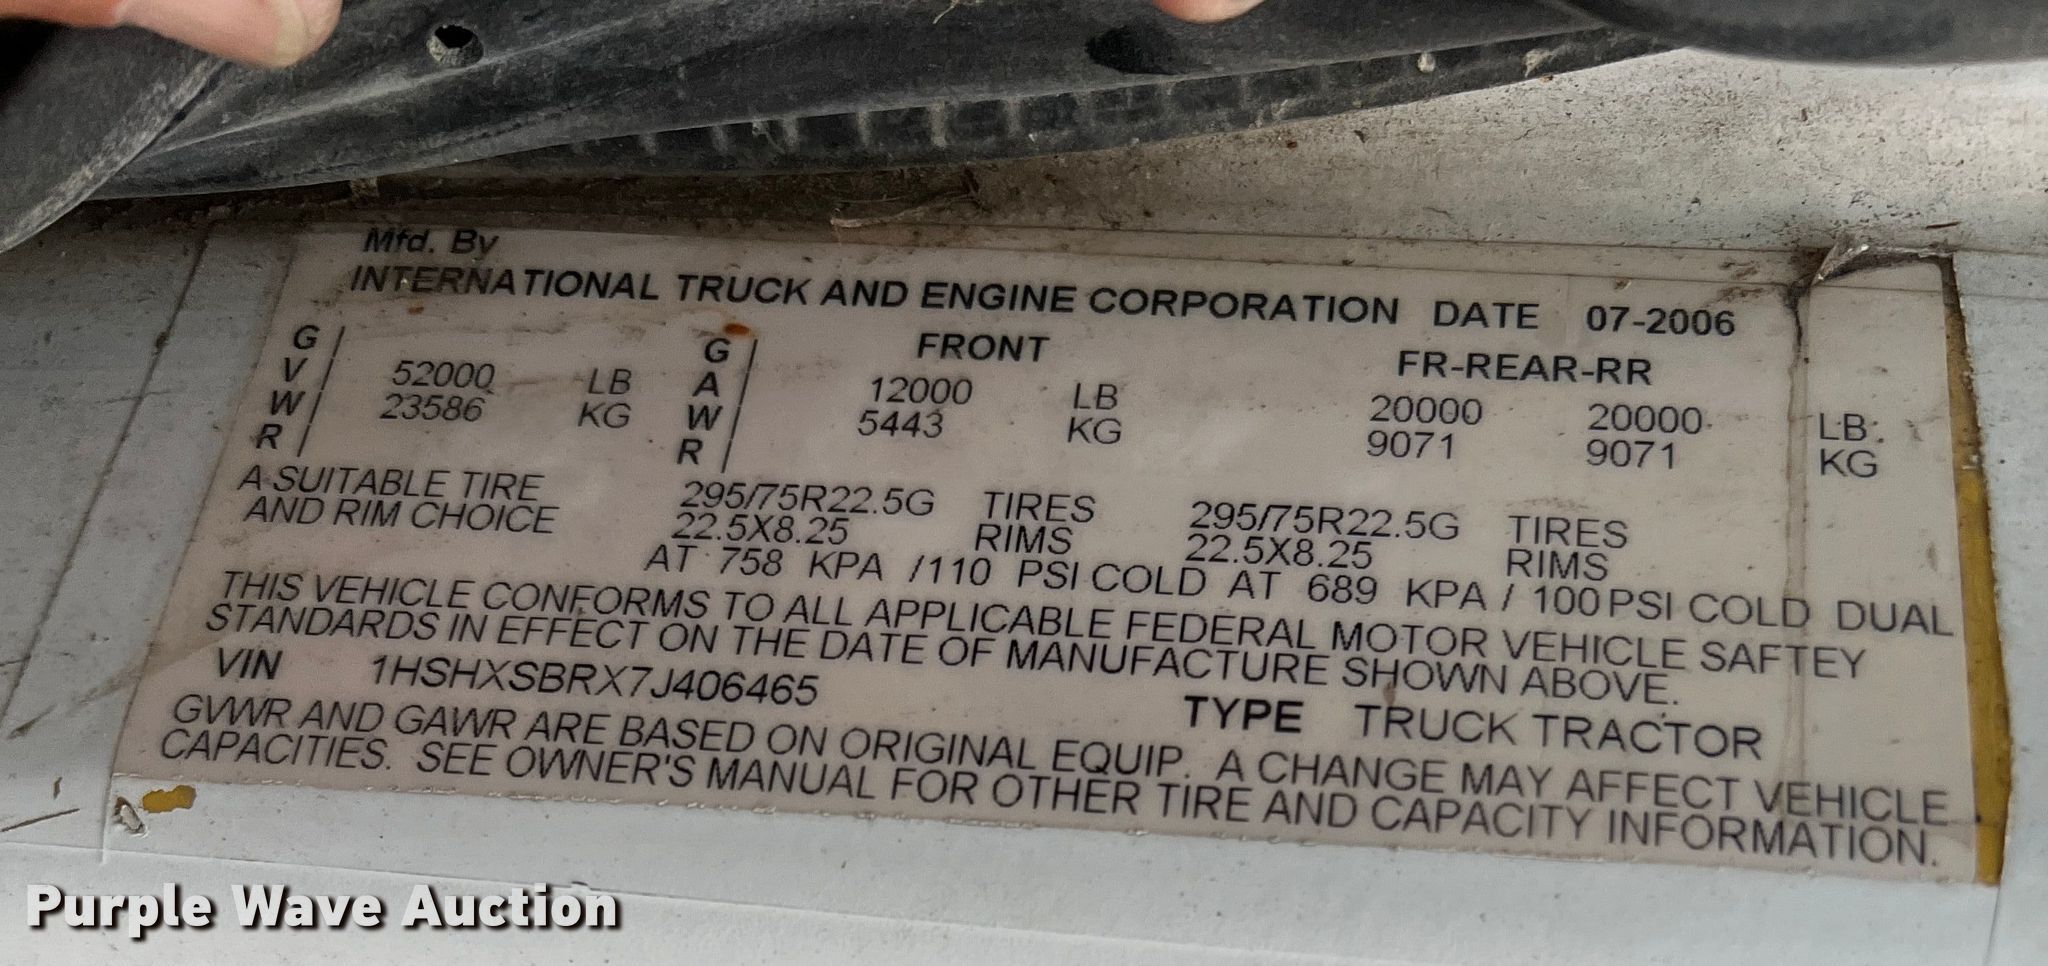 Mfd. By
INTERNATIONAL TRUCK AND ENGINE CORPORATION DATE 07-2006
G FRONT FR-REAR-RR
V 52000 LB G 12000 LB 20000 20000 LB
W 23586 KG A 5443 KG 9071 9071 KG
R W
R
A SUITABLE TIRE 295/75R22.5G TIRES 295/75R22.5G TIRES
AND RIM CHOICE 22.5X8.25 RIMS 22.5X8.25 RIMS
AT 758 KPA /110 PSI COLD AT 689 KPA / 100 PSI COLD DUAL
THIS VEHICLE CONFORMS TO ALL APPLICABLE FEDERAL MOTOR VEHICLE SAFTEY
STANDARDS IN EFFECT ON THE DATE OF MANUFACTURE SHOWN ABOVE.
VIN 1HSHXSBRX7J406465 TYPE TRUCK TRACTOR
GVWR AND GAWR ARE BASED ON ORIGINAL EQUIP. A CHANGE MAY AFFECT VEHICLE
CAPACITIES. SEE OWNER'S MANUAL FOR OTHER TIRE AND CAPACITY INFORMATION.
Purple Wave Auction